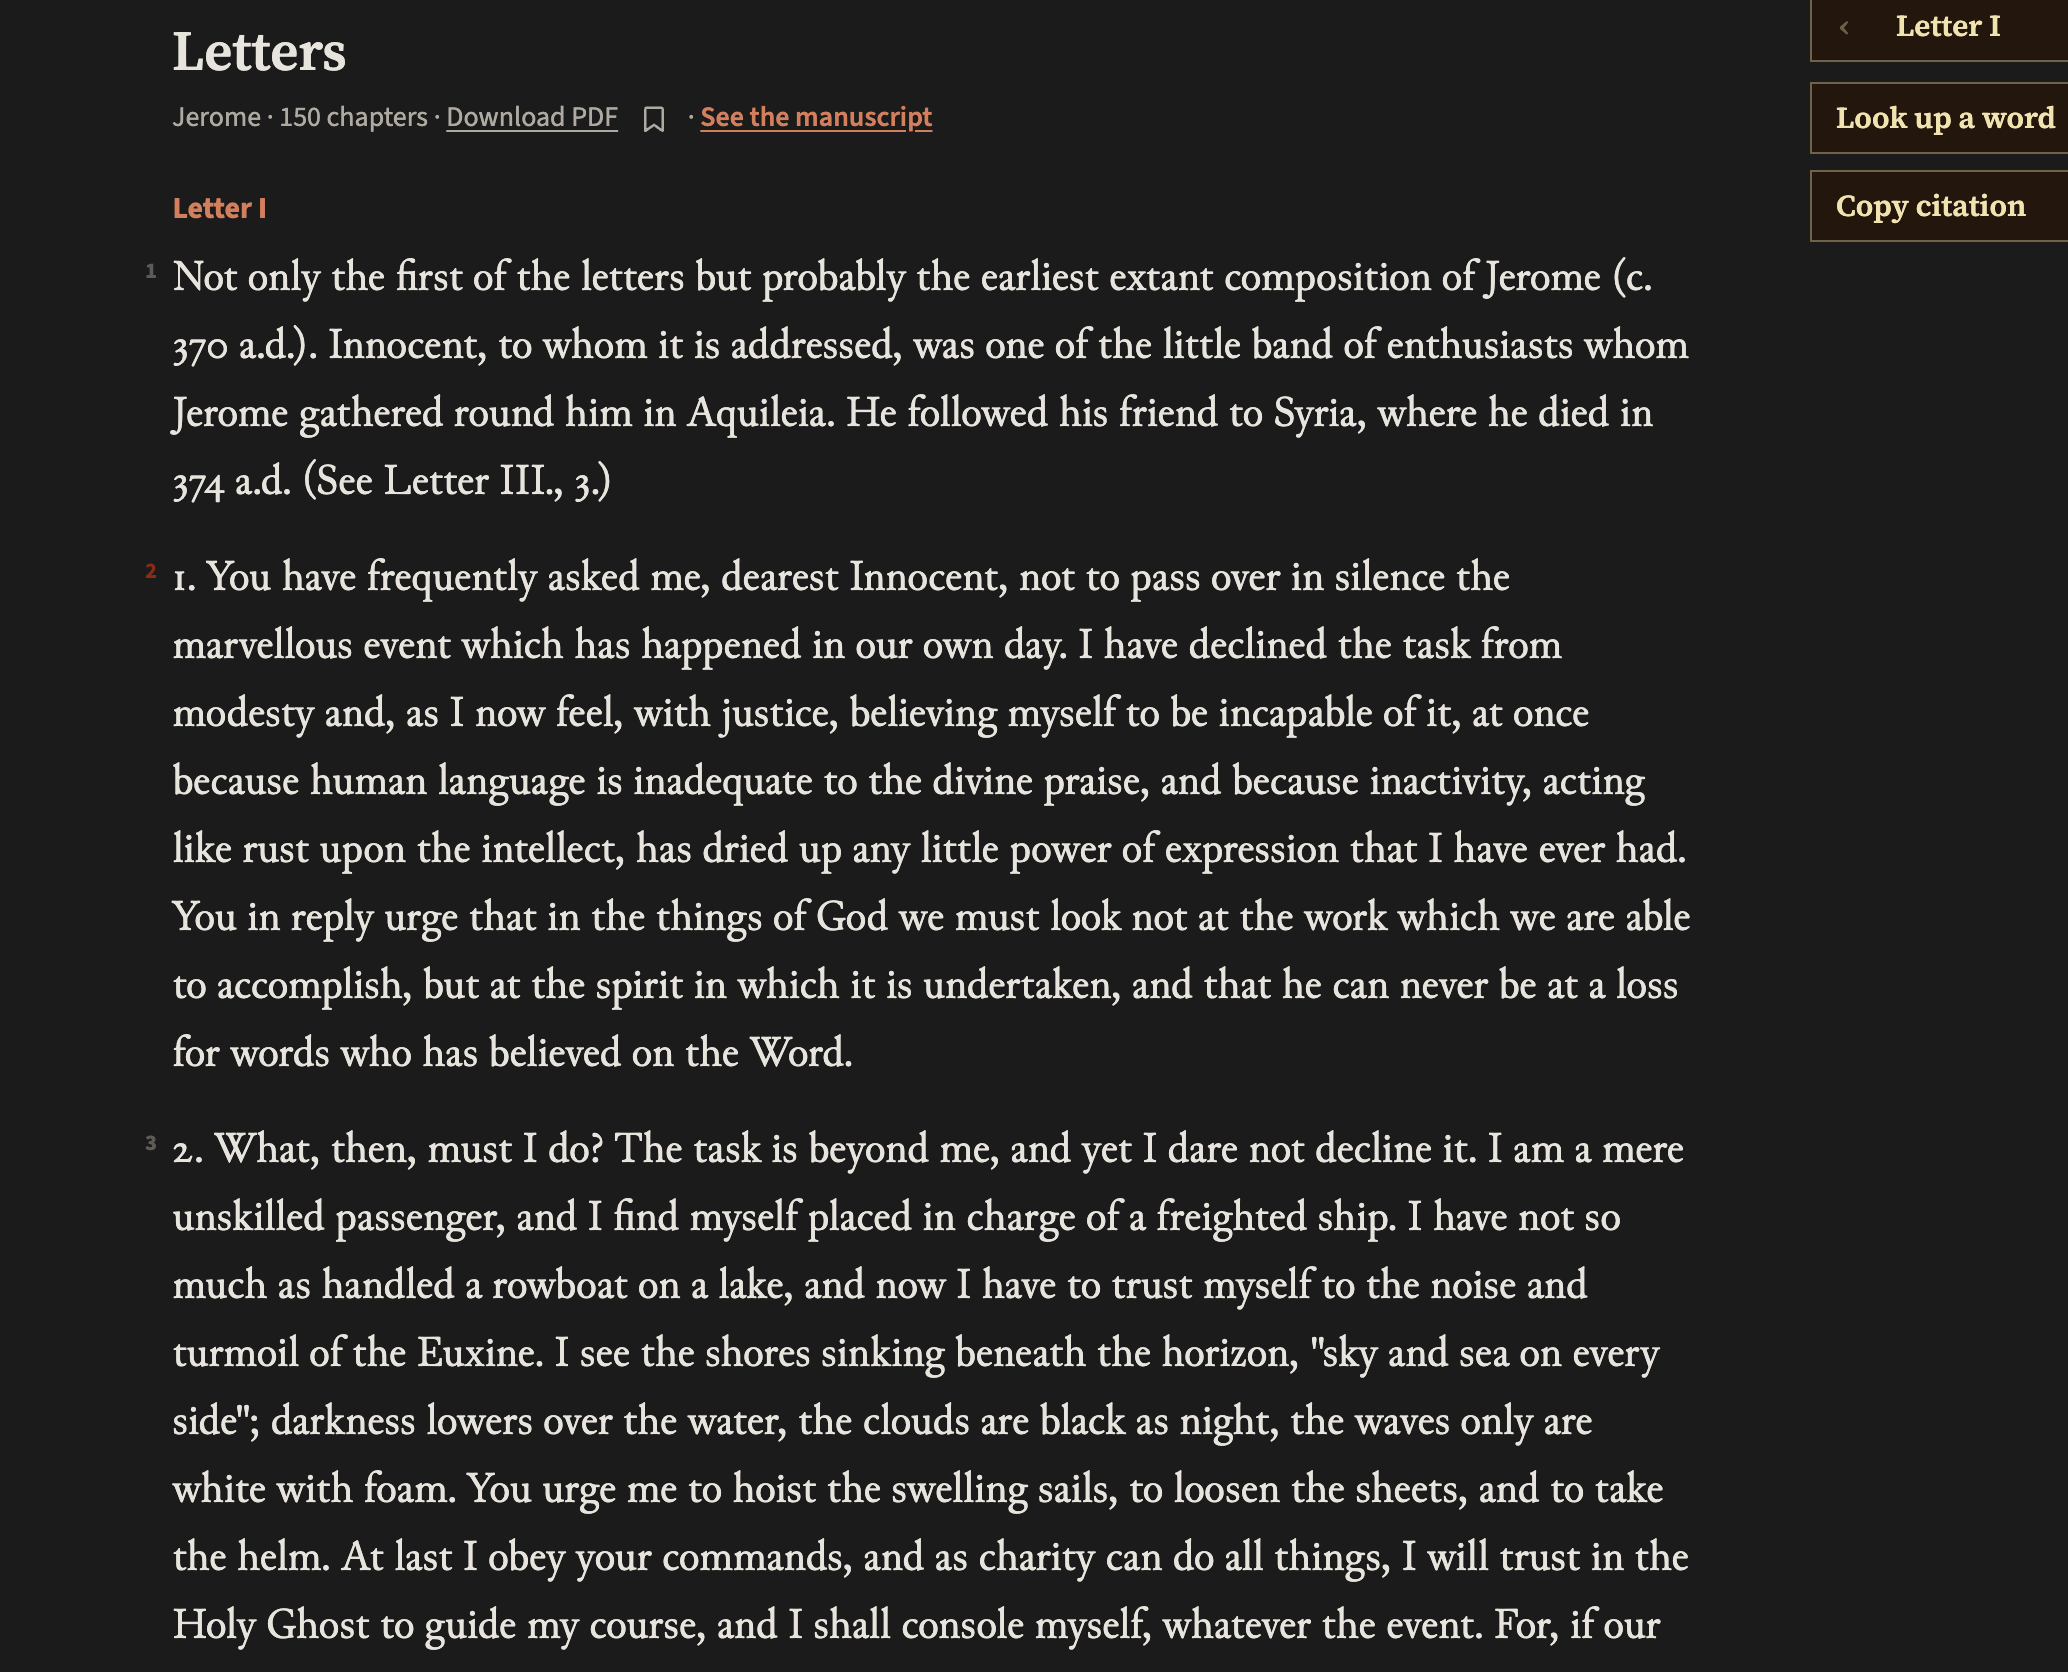 Letters
Jerome · 150 chapters · Download PDF · See the manuscript
‹ Letter I
Look up a word
Copy citation
Letter I
1 Not only the first of the letters but probably the earliest extant composition of Jerome (c.
370 a.d.). Innocent, to whom it is addressed, was one of the little band of enthusiasts whom
Jerome gathered round him in Aquileia. He followed his friend to Syria, where he died in
374 a.d. (See Letter III., 3.)
2 1. You have frequently asked me, dearest Innocent, not to pass over in silence the
marvellous event which has happened in our own day. I have declined the task from
modesty and, as I now feel, with justice, believing myself to be incapable of it, at once
because human language is inadequate to the divine praise, and because inactivity, acting
like rust upon the intellect, has dried up any little power of expression that I have ever had.
You in reply urge that in the things of God we must look not at the work which we are able
to accomplish, but at the spirit in which it is undertaken, and that he can never be at a loss
for words who has believed on the Word.
3 2. What, then, must I do? The task is beyond me, and yet I dare not decline it. I am a mere
unskilled passenger, and I find myself placed in charge of a freighted ship. I have not so
much as handled a rowboat on a lake, and now I have to trust myself to the noise and
turmoil of the Euxine. I see the shores sinking beneath the horizon, "sky and sea on every
side"; darkness lowers over the water, the clouds are black as night, the waves only are
white with foam. You urge me to hoist the swelling sails, to loosen the sheets, and to take
the helm. At last I obey your commands, and as charity can do all things, I will trust in the
Holy Ghost to guide my course, and I shall console myself, whatever the event. For, if our